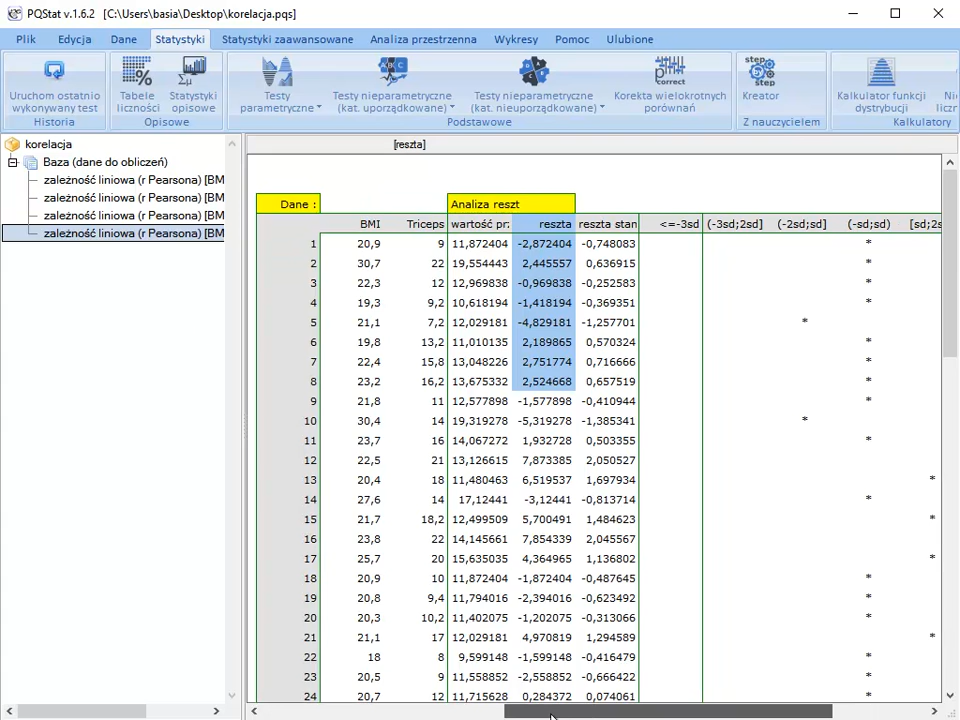 PQStat v.1.6.2 [C:\Users\basia\Desktop\korelacja.pqs]
Plik Edycja Dane Statystyki Statystyki zaawansowane Analiza przestrzenna Wykresy Pomoc Ulubione
Uruchom ostatnio wykonywany test
Historia
Tabele liczności
Statystyki opisowe
Opisowe
Testy parametryczne
Testy nieparametryczne (kat. uporządkowane)
Testy nieparametryczne (kat. nieuporządkowane)
correct
Korekta wielokrotnych porównań
Podstawowe
step by step
Kreator
Z nauczycielem
Kalkulator funkcji dystrybucji
Kalkulatory
korelacja
Baza (dano do obliczeń)
zależność liniowa (r Pearsona) [BM
zależność liniowa (r Pearsona) [BM
zależność liniowa (r Pearsona) [BM
zależność liniowa (r Pearsona) [BM
[reszta]
Dane : Analiza reszt
BMI Triceps wartość prz reszta reszta stan <=-3sd (-3sd;2sd] (-2sd;sd] (-sd;sd) [sd;2s
1 20,9 9 11,872404 -2,872404 -0,748083 *
2 30,7 22 19,554443 2,445557 0,636915 *
3 22,3 12 12,969838 -0,969838 -0,252583 *
4 19,3 9,2 10,618194 -1,418194 -0,369351 *
5 21,1 7,2 12,029181 -4,829181 -1,257701 *
6 19,8 13,2 11,010135 2,189865 0,570324 *
7 22,4 15,8 13,048226 2,751774 0,716666 *
8 23,2 16,2 13,675332 2,524668 0,657519 *
9 21,8 11 12,577898 -1,577898 -0,410944 *
10 30,4 14 19,319278 -5,319278 -1,385341 *
11 23,7 16 14,067272 1,932728 0,503355 *
12 22,5 21 13,126615 7,873385 2,050527
13 20,4 18 11,480463 6,519537 1,697934 *
14 27,6 14 17,12441 -3,12441 -0,813714 *
15 21,7 18,2 12,499509 5,700491 1,484623 *
16 23,8 22 14,145661 7,854339 2,045567
17 25,7 20 15,635035 4,364965 1,136802 *
18 20,9 10 11,872404 -1,872404 -0,487645 *
19 20,8 9,4 11,794016 -2,394016 -0,623492 *
20 20,3 10,2 11,402075 -1,202075 -0,313066 *
21 21,1 17 12,029181 4,970819 1,294589 *
22 18 8 9,599148 -1,599148 -0,416479 *
23 20,5 9 11,558852 -2,558852 -0,666422 *
24 20,7 12 11,715628 0,284372 0,074061 *